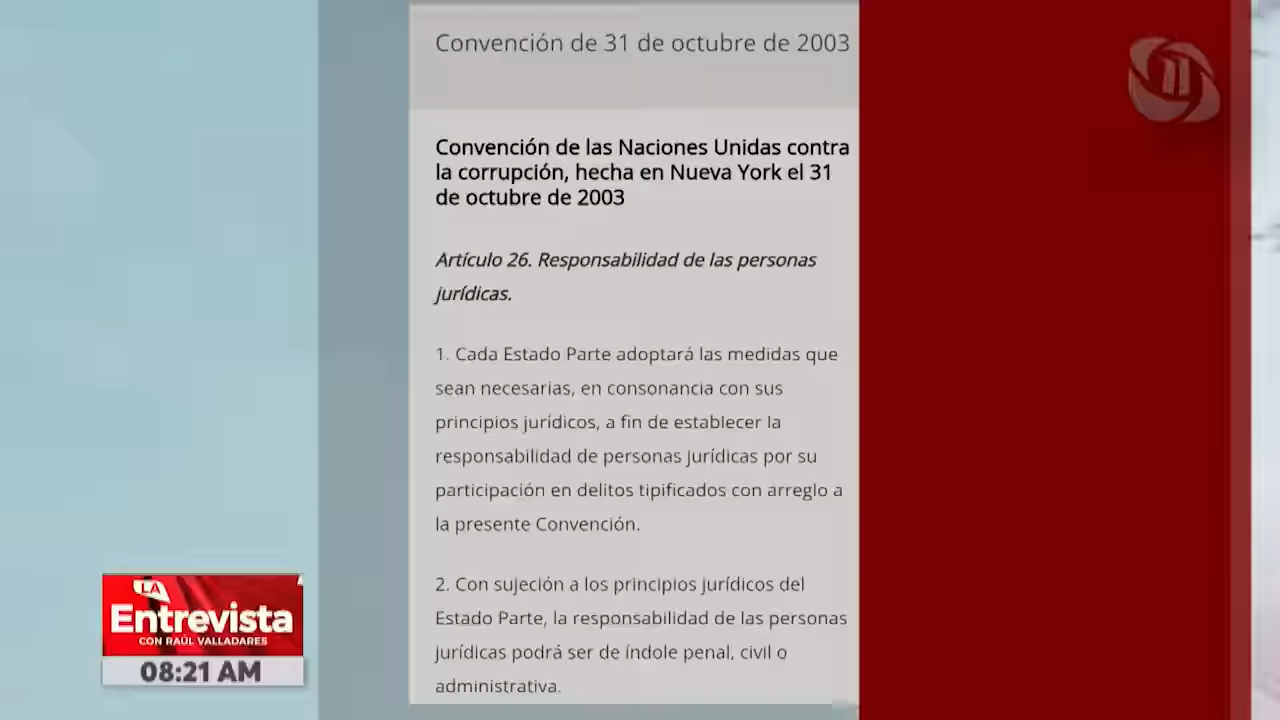 Convención de 31 de octubre de 2003
Convención de las Naciones Unidas contra
la corrupción, hecha en Nueva York el 31
de octubre de 2003
Artículo 26. Responsabilidad de las personas
jurídicas.
1. Cada Estado Parte adoptará las medidas que
sean necesarias, en consonancia con sus
principios jurídicos, a fin de establecer la
responsabilidad de personas jurídicas por su
participación en delitos tipificados con arreglo a
la presente Convención.
2. Con sujeción a los principios jurídicos del
Estado Parte, la responsabilidad de las personas
jurídicas podrá ser de índole penal, civil o
administrativa.
LA
Entrevista
CON RAÚL VALLADARES
08:21 AM
11